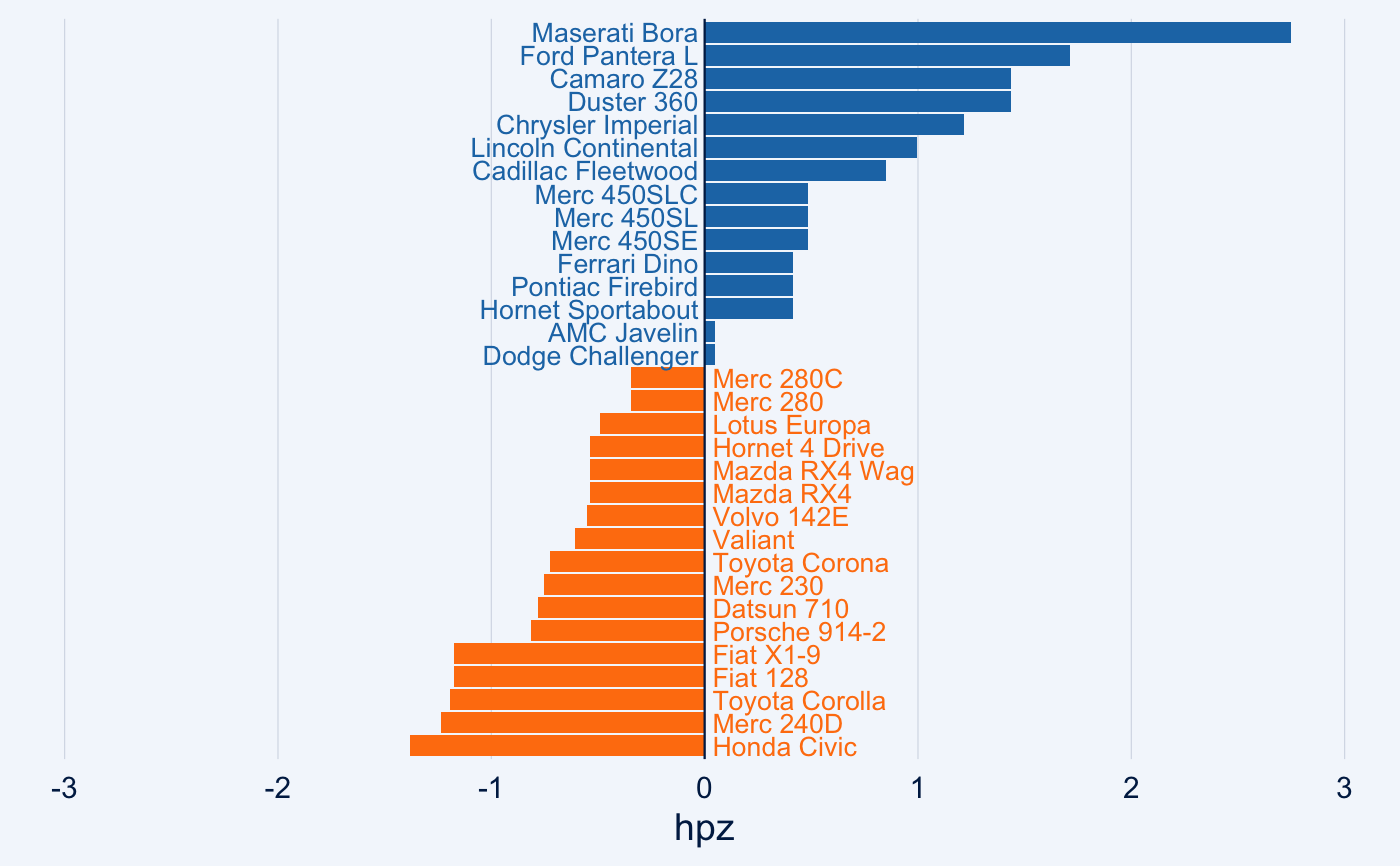 Maserati Bora
Ford Pantera L
Camaro Z28
Duster 360
Chrysler Imperial
Lincoln Continental
Cadillac Fleetwood
Merc 450SLC
Merc 450SL
Merc 450SE
Ferrari Dino
Pontiac Firebird
Hornet Sportabout
AMC Javelin
Dodge Challenger
Merc 280C
Merc 280
Lotus Europa
Hornet 4 Drive
Mazda RX4 Wag
Mazda RX4
Volvo 142E
Valiant
Toyota Corona
Merc 230
Datsun 710
Porsche 914-2
Fiat X1-9
Fiat 128
Toyota Corolla
Merc 240D
Honda Civic
-3 -2 -1 0 1 2 3
hpz